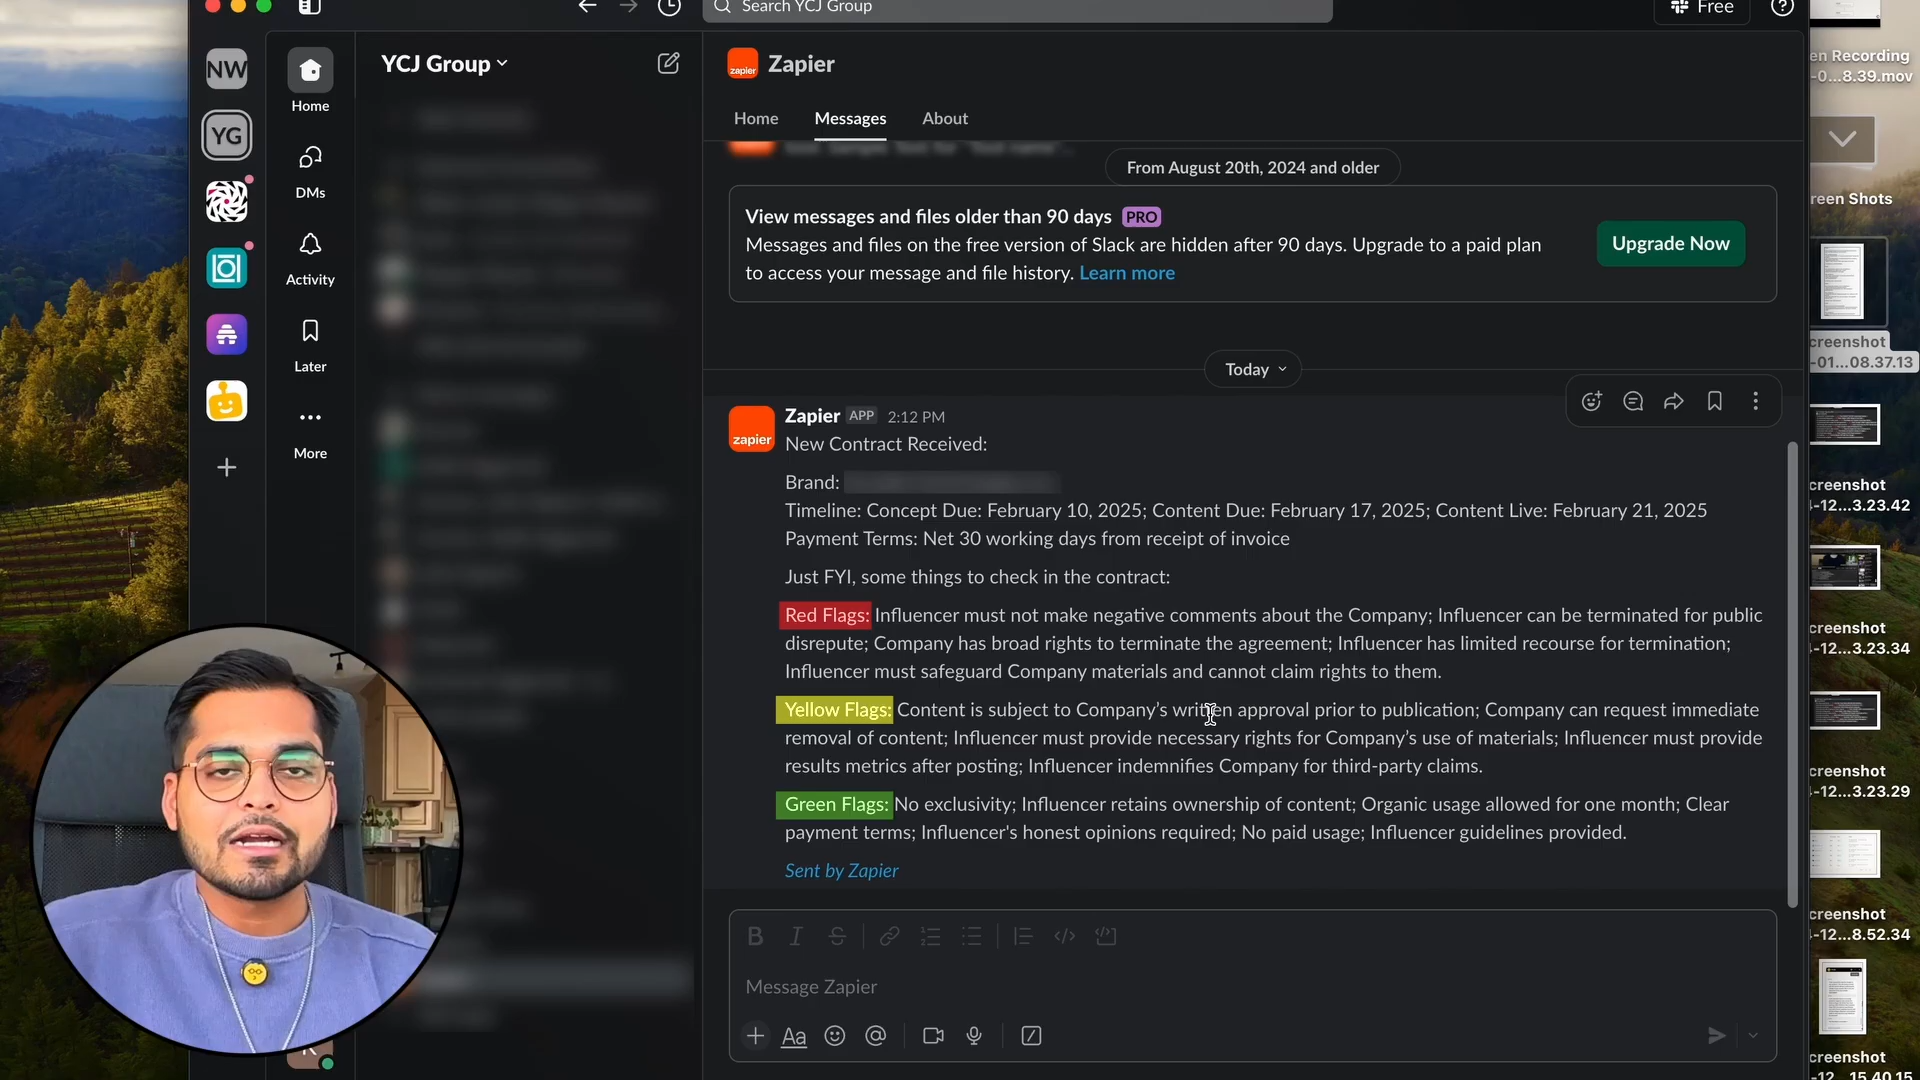 Search YCJ Group
Free
NW
YCJ Group
zapier
Zapier
en Recording
-0...8.39.mov
YG
Home
Home
Messages
About
DMs
From August 20th, 2024 and older
reen Shots
View messages and files older than 90 days PRO
Messages and files on the free version of Slack are hidden after 90 days. Upgrade to a paid plan
to access your message and file history. Learn more
Upgrade Now
Activity
creenshot
-01...08.37.13
Later
Today
Zapier APP 2:12 PM
zapier
New Contract Received:
More
Brand:
creenshot
-12...3.23.42
Timeline: Concept Due: February 10, 2025; Content Due: February 17, 2025; Content Live: February 21, 2025
Payment Terms: Net 30 working days from receipt of invoice
Just FYI, some things to check in the contract:
Red Flags: Influencer must not make negative comments about the Company; Influencer can be terminated for public
disrepute; Company has broad rights to terminate the agreement; Influencer has limited recourse for termination;
Influencer must safeguard Company materials and cannot claim rights to them.
creenshot
-12...3.23.34
Yellow Flags: Content is subject to Company's written approval prior to publication; Company can request immediate
removal of content; Influencer must provide necessary rights for Company's use of materials; Influencer must provide
results metrics after posting; Influencer indemnifies Company for third-party claims.
creenshot
-12...3.23.29
Green Flags: No exclusivity; Influencer retains ownership of content; Organic usage allowed for one month; Clear
payment terms; Influencer's honest opinions required; No paid usage; Influencer guidelines provided.
Sent by Zapier
creenshot
-12...8.52.34
B I S
Message Zapier
Aa
creenshot
-12...15.40.15